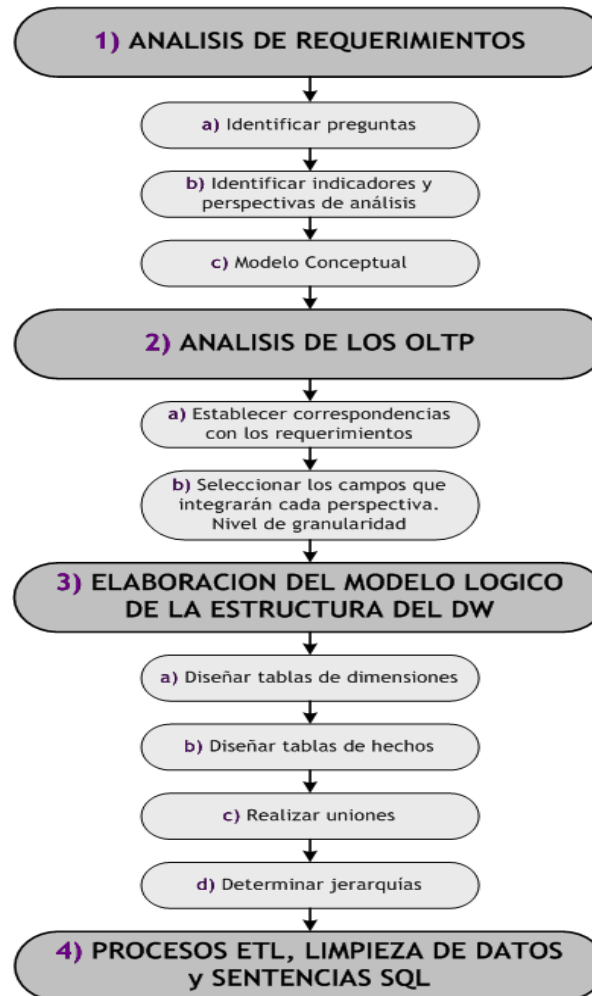 1) ANALISIS DE REQUERIMIENTOS
a) Identificar preguntas
b) Identificar indicadores y
perspectivas de análisis
c) Modelo Conceptual
2) ANALISIS DE LOS OLTP
a) Establecer correspondencias
con los requerimientos
b) Seleccionar los campos que
integrarán cada perspectiva.
Nivel de granularidad
3) ELABORACION DEL MODELO LOGICO
DE LA ESTRUCTURA DEL DW
a) Diseñar tablas de dimensiones
b) Diseñar tablas de hechos
c) Realizar uniones
d) Determinar jerarquías
4) PROCESOS ETL, LIMPIEZA DE DATOS
y SENTENCIAS SQL